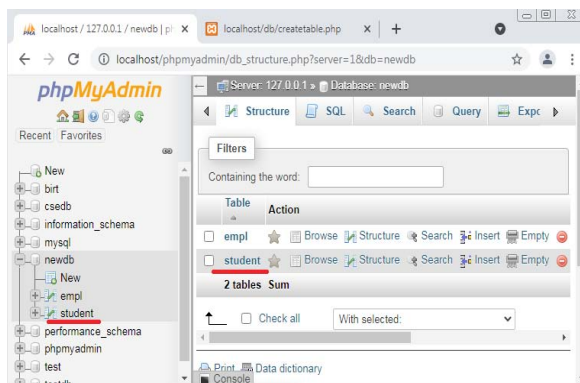 localhost / 127.0.0.1 / newdb | ph
localhost/db/createtable.php
localhost/phpmyadmin/db_structure.php?server=1&db=newdb
phpMyAdmin
Recent Favorites
New
birt
csedb
information_schema
mysql
newdb
New
empl
student
performance_schema
phpmyadmin
test
Server: 127.0.0.1 » Database: newdb
Structure SQL Search Query Expo
Filters
Containing the word:
Table Action
empl Browse Structure Search Insert Empty
student Browse Structure Search Insert Empty
2 tables Sum
Check all With selected:
Print Data dictionary
Console